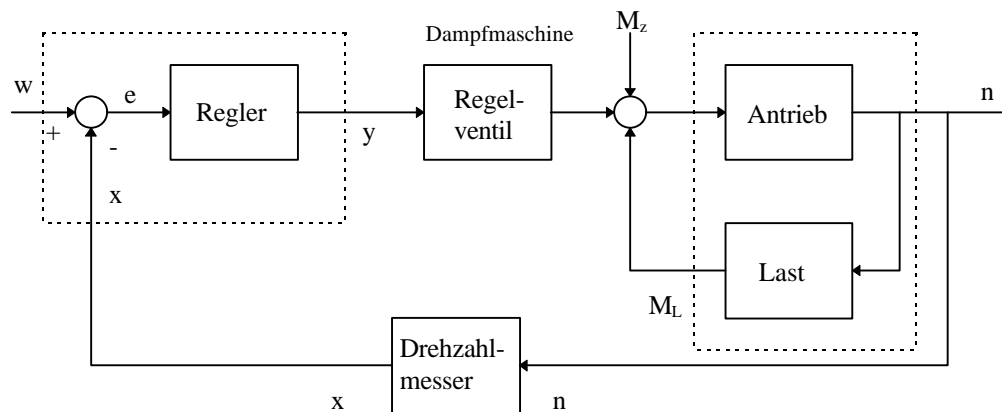 Dampfmaschine
M_z
w
e
Regler
Regel-
ventil
Antrieb
n
+
-
y
x
Last
M_L
Drehzahl-
messer
x
n